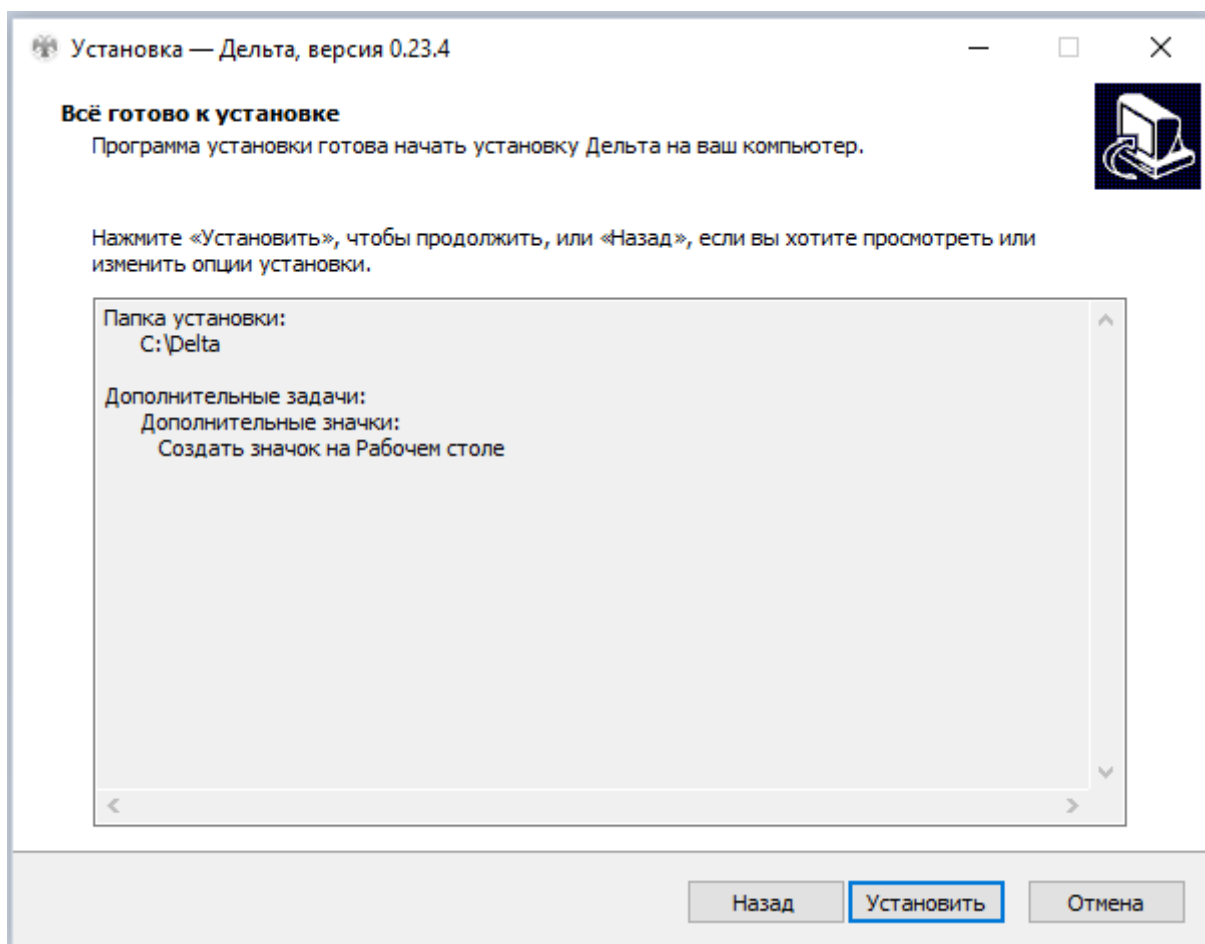 Установка — Дельта, версия 0.23.4
Всё готово к установке
Программа установки готова начать установку Дельта на ваш компьютер.
Нажмите «Установить», чтобы продолжить, или «Назад», если вы хотите просмотреть или
изменить опции установки.
Папка установки:
C:\Delta
Дополнительные задачи:
Дополнительные значки:
Создать значок на Рабочем столе
Назад
Установить
Отмена